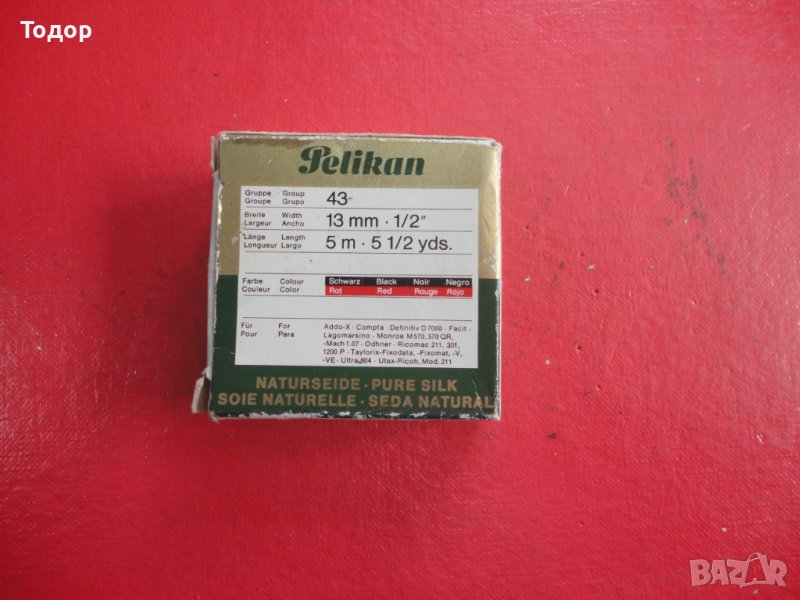 Тодор
Pelikan
Gruppe Group
Groupe Grupo
43
Breite Width
Largeur Ancho
13 mm · 1/2"
Länge Length
Longueur Largo
5 m · 5 1/2 yds.
Farbe Colour
Couleur Color
Schwarz Black Noir Negro
Rot Red Rouge Rojo
Für For
Pour Para
Addo-X · Compta · Definitiv D 7000 · Facit -
Lagomarsino · Monroe M 570, 570 QR,
-Mach 1.07 · Odhner · Ricomac 211, 301,
1200 P · Taylorix-Fixodata, -Fixomat, -V,
-VE · Ultra 804 · Utax-Ricoh, Mod. 211
NATURSEIDE · PURE SILK
SOIE NATURELLE · SEDA NATURAL
BAZAR